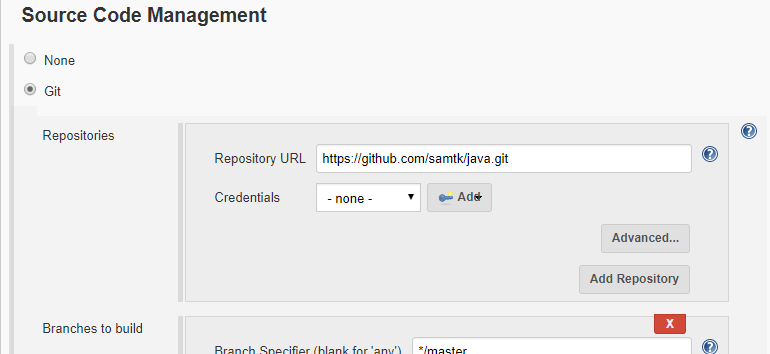 Source Code Management
None
Git
Repositories
Repository URL https://github.com/samtk/java.git
Credentials - none - Add
Advanced...
Add Repository
X
Branches to build
Branch Specifier (blank for 'any') */master